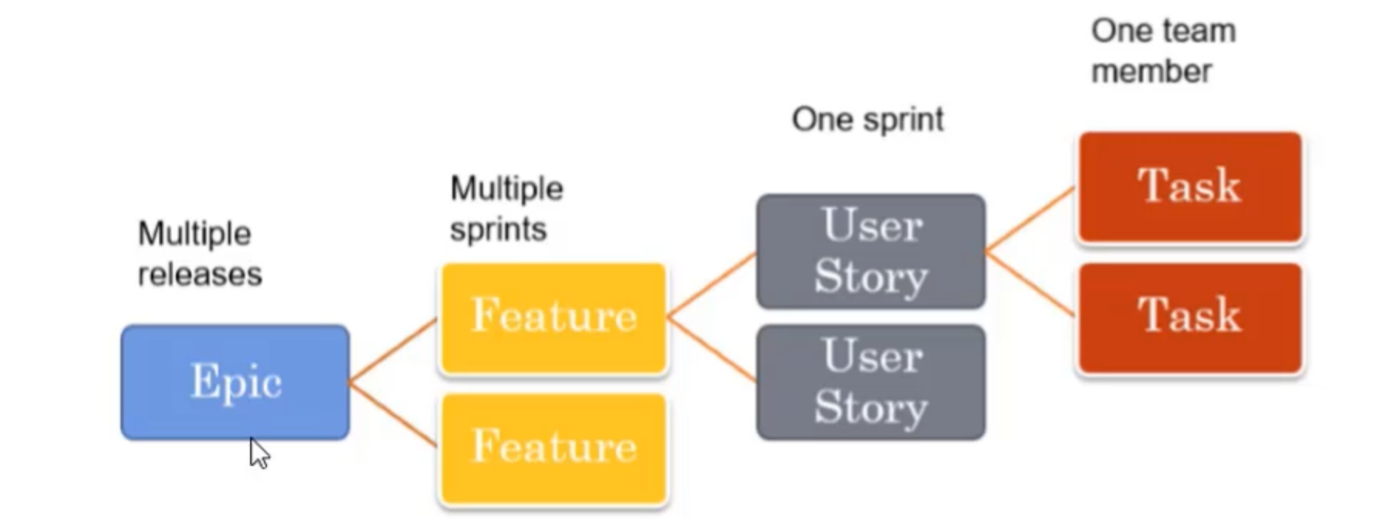 Multiple
releases
Epic
Multiple
sprints
Feature
Feature
One sprint
User
Story
User
Story
One team
member
Task
Task